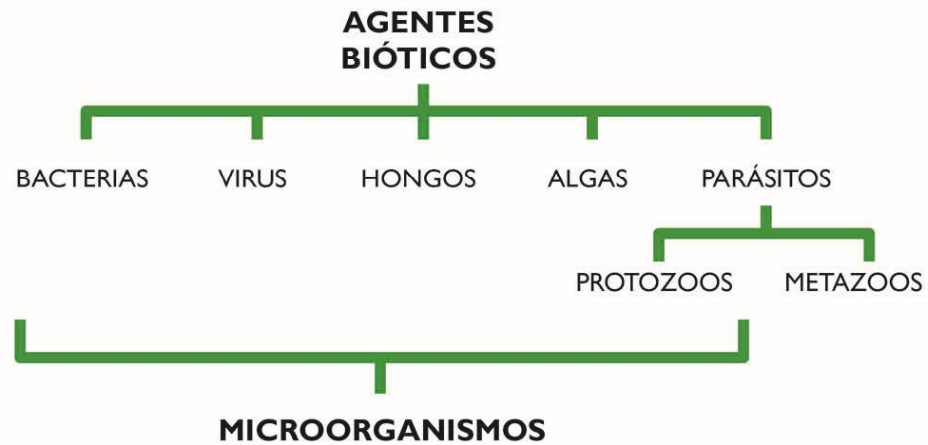 AGENTES
BIÓTICOS
BACTERIAS VIRUS HONGOS ALGAS PARÁSITOS
PROTOZOOS METAZOOS
MICROORGANISMOS